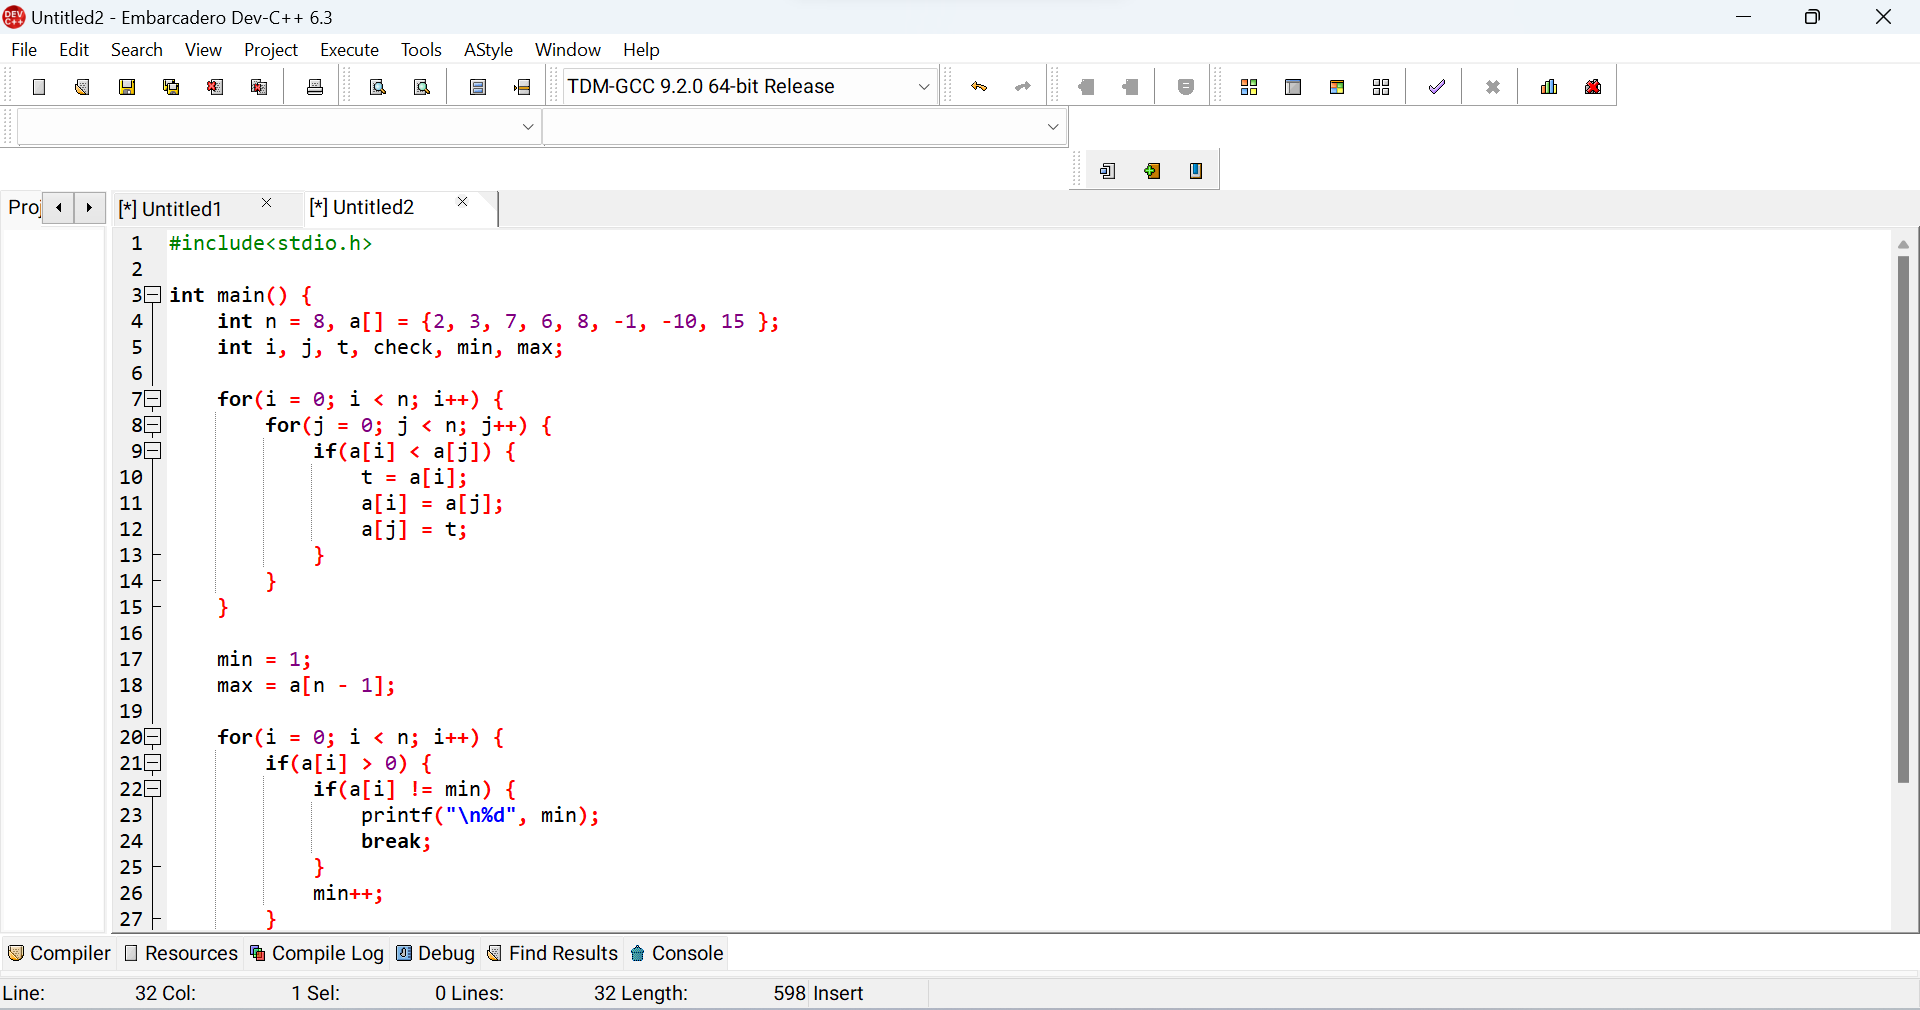 Untitled2 - Embarcadero Dev-C++ 6.3
File Edit Search View Project Execute Tools AStyle Window Help
TDM-GCC 9.2.0 64-bit Release
Proj [*] Untitled1 [*] Untitled2
1 #include<stdio.h>
2
3 int main() {
4 int n = 8, a[] = {2, 3, 7, 6, 8, -1, -10, 15 };
5 int i, j, t, check, min, max;
6
7 for(i = 0; i < n; i++) {
8 for(j = 0; j < n; j++) {
9 if(a[i] < a[j]) {
10 t = a[i];
11 a[i] = a[j];
12 a[j] = t;
13 }
14 }
15 }
16
17 min = 1;
18 max = a[n - 1];
19
20 for(i = 0; i < n; i++) {
21 if(a[i] > 0) {
22 if(a[i] != min) {
23 printf("\n%d", min);
24 break;
25 }
26 min++;
27 }
Compiler Resources Compile Log Debug Find Results Console
Line: 32 Col: 1 Sel: 0 Lines: 32 Length: 598 Insert